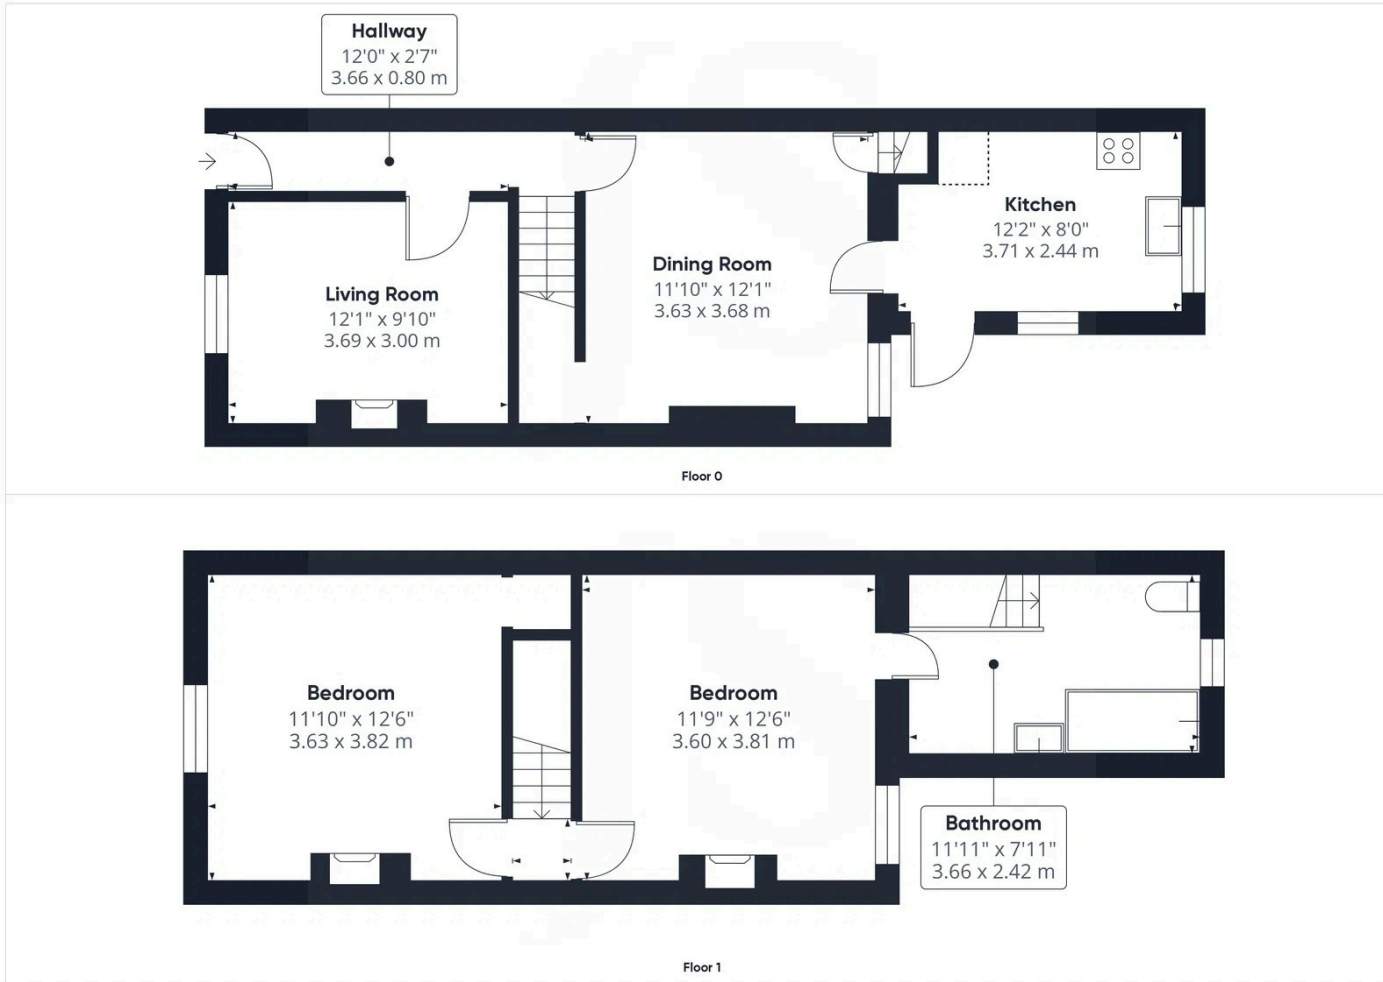 Hallway
12'0" x 2'7"
3.66 x 0.80 m
Kitchen
12'2" x 8'0"
3.71 x 2.44 m
Dining Room
11'10" x 12'1"
3.63 x 3.68 m
Living Room
12'1" x 9'10"
3.69 x 3.00 m
Floor 0
Bedroom
11'10" x 12'6"
3.63 x 3.82 m
Bedroom
11'9" x 12'6"
3.60 x 3.81 m
Bathroom
11'11" x 7'11"
3.66 x 2.42 m
Floor 1